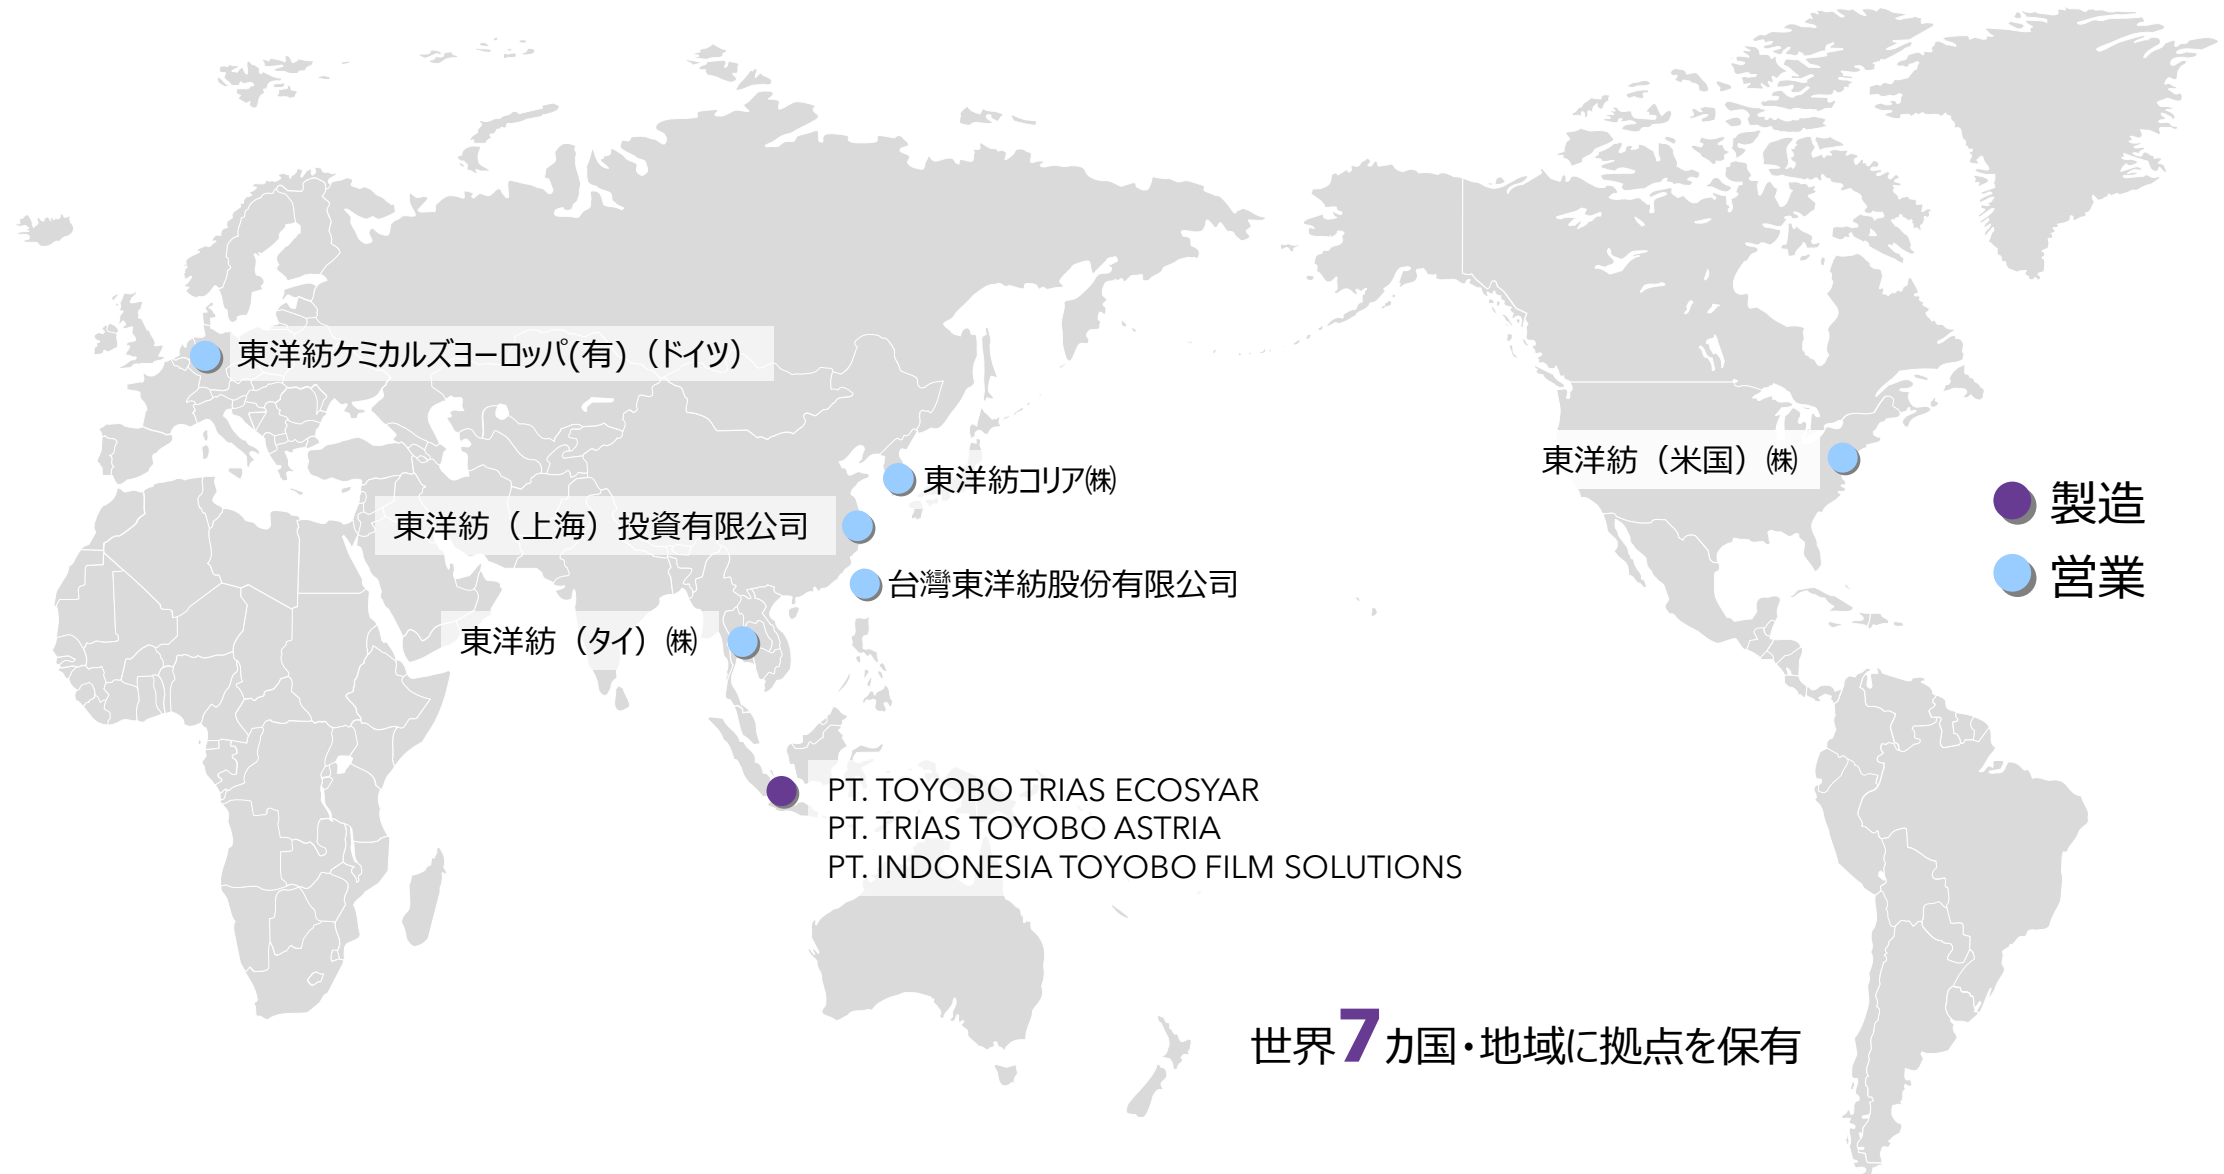 東洋紡ケミカルズヨーロッパ(有)（ドイツ）
東洋紡コリア㈱
東洋紡（米国）㈱
東洋紡（上海）投資有限公司
台灣東洋紡股份有限公司
東洋紡（タイ）㈱
PT. TOYOBO TRIAS ECOSYAR
PT. TRIAS TOYOBO ASTRIA
PT. INDONESIA TOYOBO FILM SOLUTIONS
製造
営業
世界7カ国・地域に拠点を保有